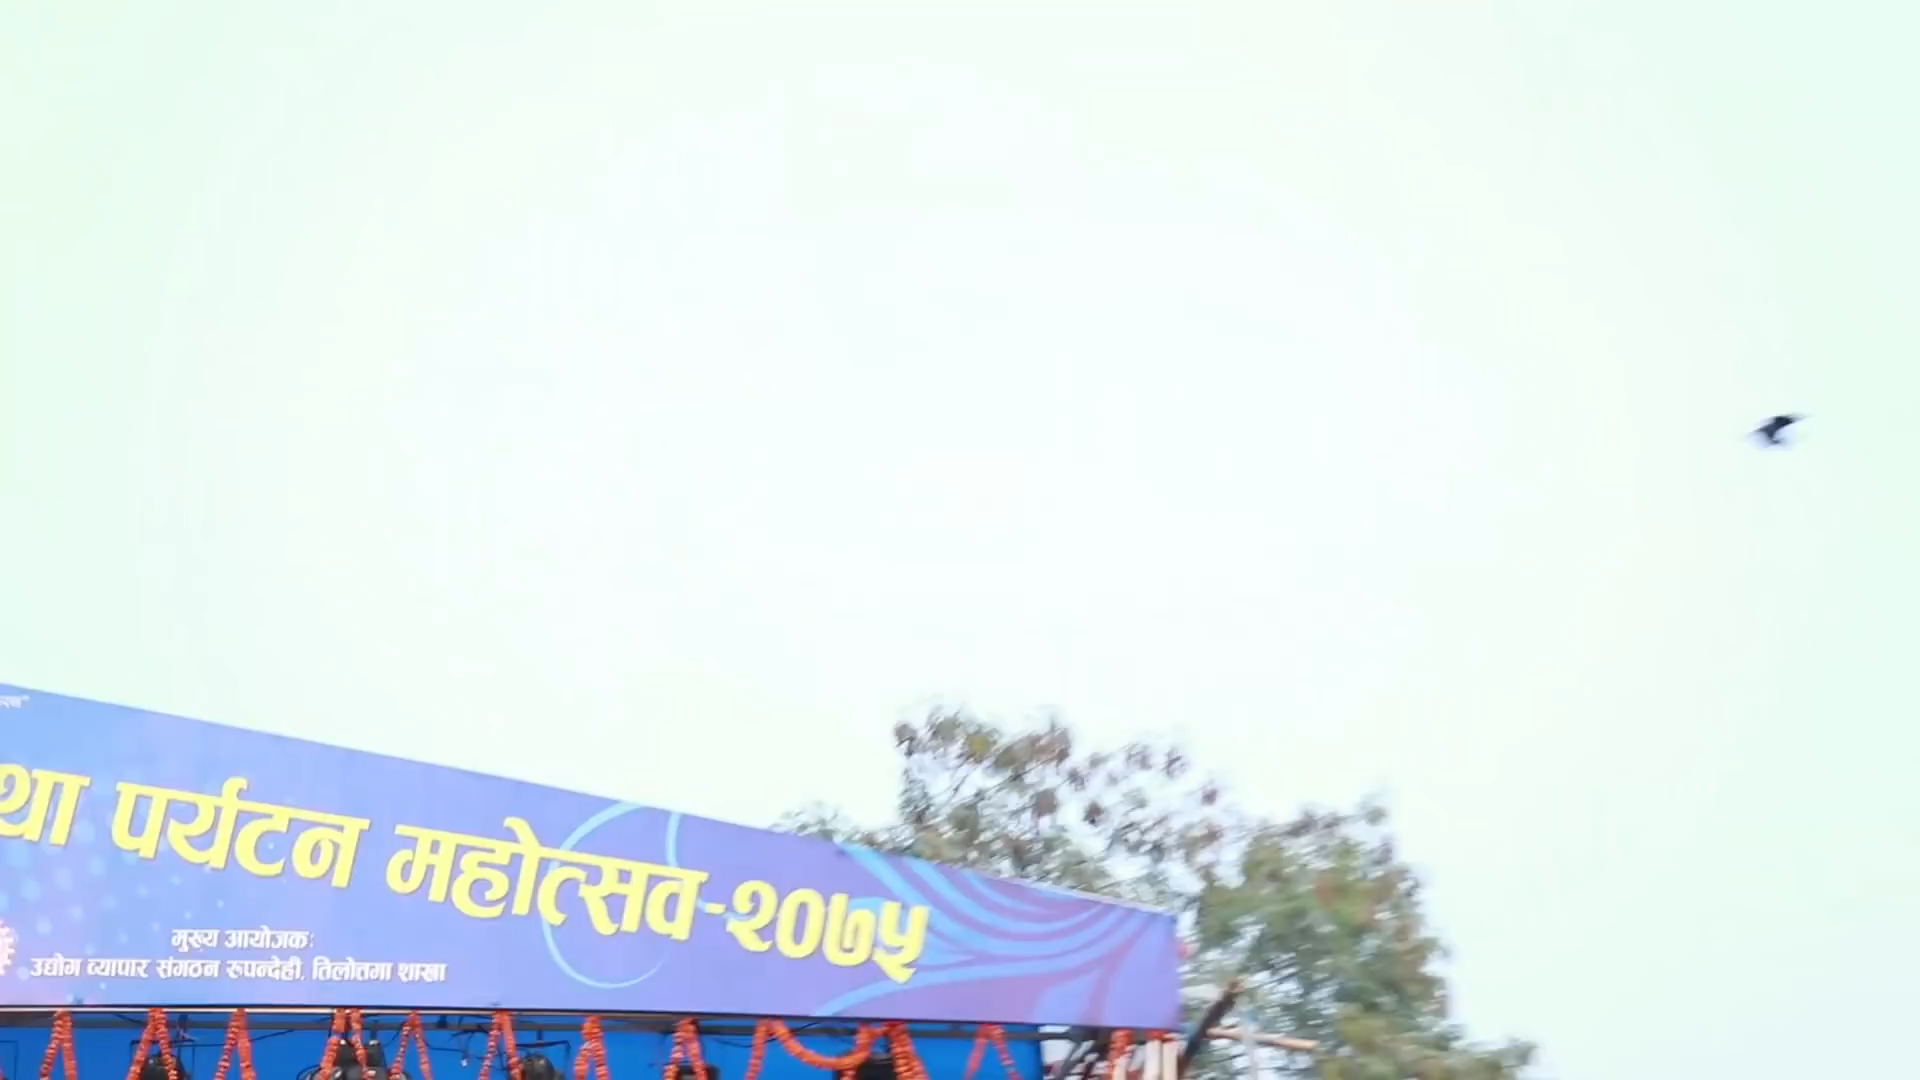 था पर्यटन महोत्सव-२०७५
मुख्य आयोजकः
उद्योग व्यापार संगठन रुपन्देही, तिलोत्तमा शाखा